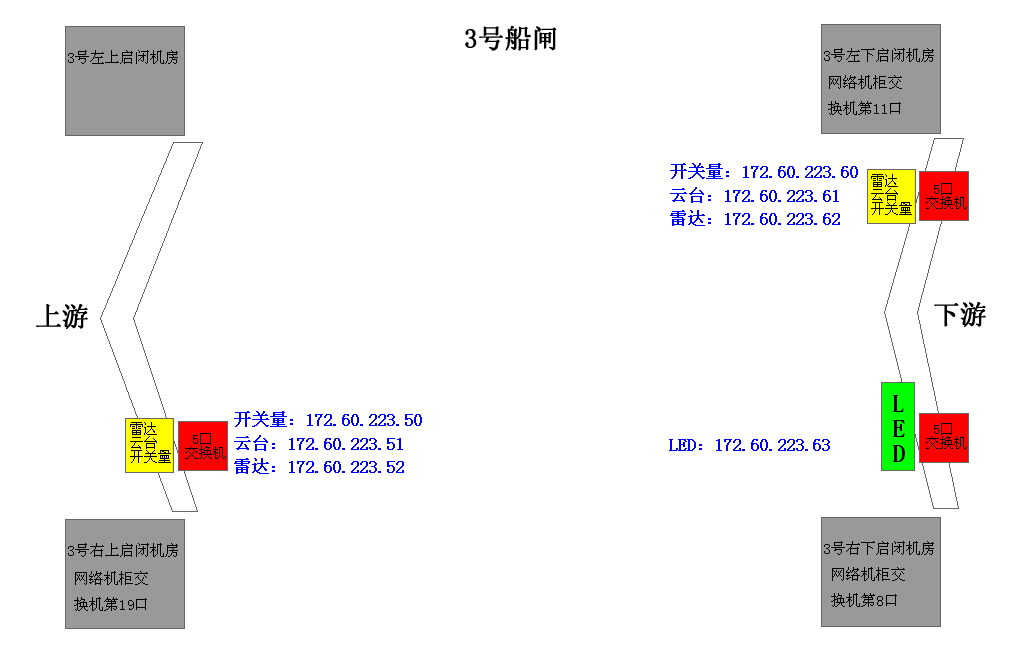 3号船闸
3号左上启闭机房
3号左下启闭机房
网络机柜交
换机第11口
开关量：172.60.223.60
云台：172.60.223.61
雷达：172.60.223.62
雷达
云台
开关量
5口
交换机
上游
下游
雷达
云台
开关量
5口
交换机
开关量：172.60.223.50
云台：172.60.223.51
雷达：172.60.223.52
LED：172.60.223.63
LED
5口
交换机
3号右上启闭机房
网络机柜交
换机第19口
3号右下启闭机房
网络机柜交
换机第8口